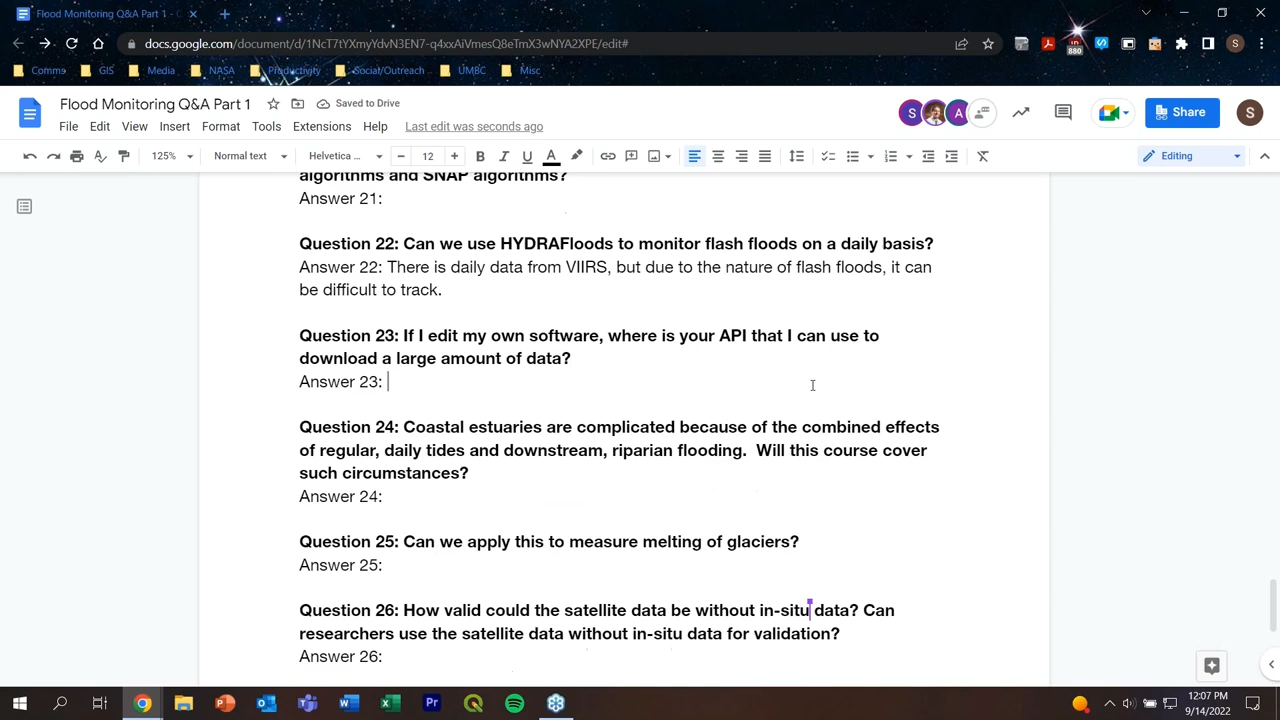 Flood Monitoring Q&A Part 1 - G
docs.google.com/document/d/1NcT7tYXmyYdvN3EN7-q4xxAiVmesQ8eTmX3wNYA2XPE/edit#
880
S
Comms GIS Media NASA Productivity Social/Outreach UMBC Misc
Flood Monitoring Q&A Part 1 Saved to Drive
S A Share S
File Edit View Insert Format Tools Extensions Help Last edit was seconds ago
125% Normal text Helvetica ... 12 B I U A Editing
algorithms and SNAP algorithms?
Answer 21:
Question 22: Can we use HYDRAFloods to monitor flash floods on a daily basis?
Answer 22: There is daily data from VIIRS, but due to the nature of flash floods, it can
be difficult to track.
Question 23: If I edit my own software, where is your API that I can use to
download a large amount of data?
Answer 23:
Question 24: Coastal estuaries are complicated because of the combined effects
of regular, daily tides and downstream, riparian flooding. Will this course cover
such circumstances?
Answer 24:
Question 25: Can we apply this to measure melting of glaciers?
Answer 25:
Question 26: How valid could the satellite data be without in-situ data? Can
researchers use the satellite data without in-situ data for validation?
Answer 26:
12:07 PM
9/14/2022